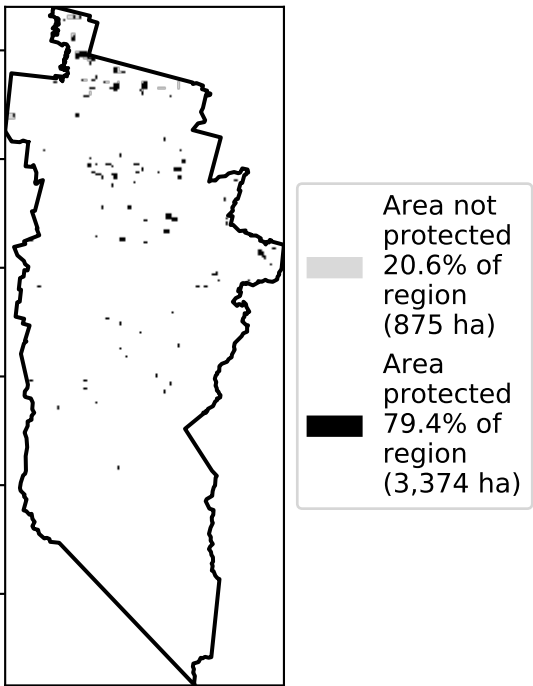 Area not
protected
20.6% of
region
(875 ha)
Area
protected
79.4% of
region
(3,374 ha)